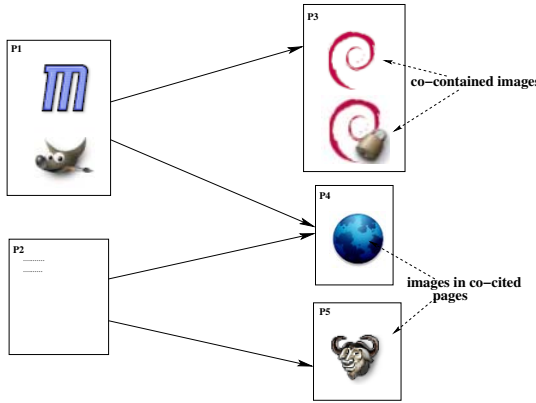 P1
P3
co-contained images
P4
P2
images in co-cited
pages
P5